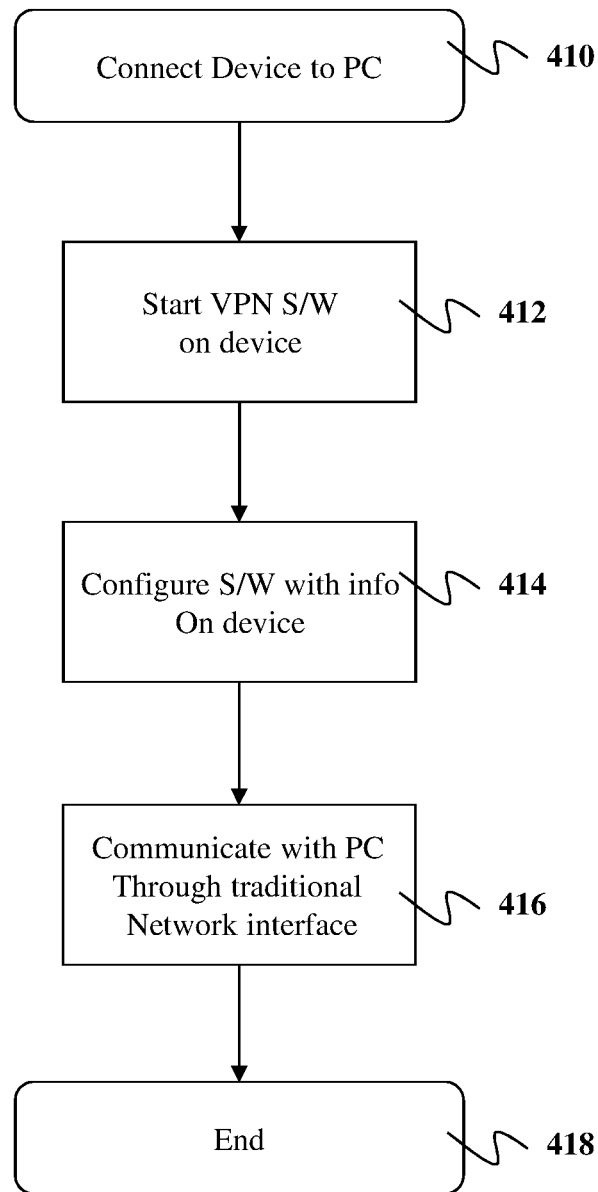 Connect Device to PC
410
Start VPN S/W
on device
412
Configure S/W with info
On device
414
Communicate with PC
Through traditional
Network interface
416
End
418